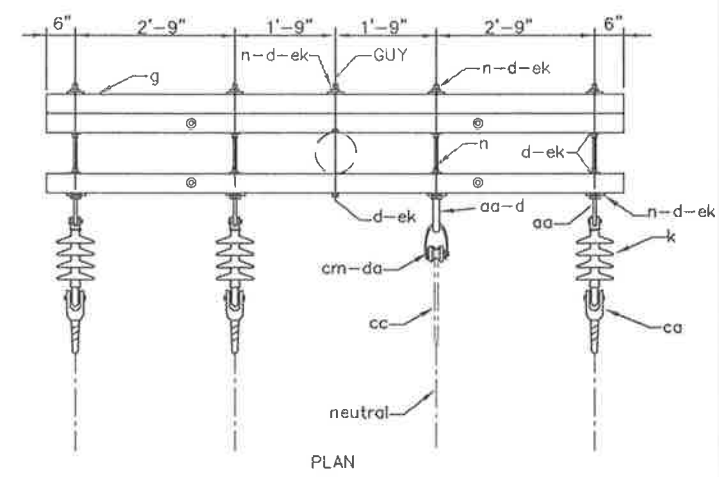 6" 2'-9" 1'-9" 1'-9" 2'-9" 6"
n-d-ek GUY n-d-ek
g
n
d-ek
d-ek aa-d aa n-d-ek
k
cm-da
cc ca
neutral
PLAN